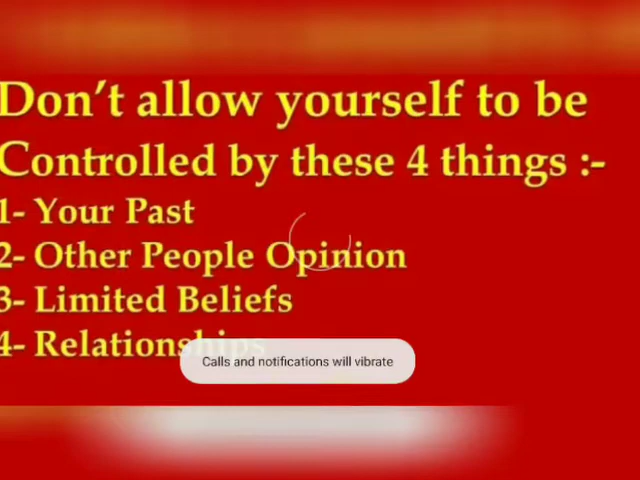 Don't allow yourself to be
Controlled by these 4 things :-
1- Your Past
2- Other People Opinion
3- Limited Beliefs
4- Relationships
Calls and notifications will vibrate